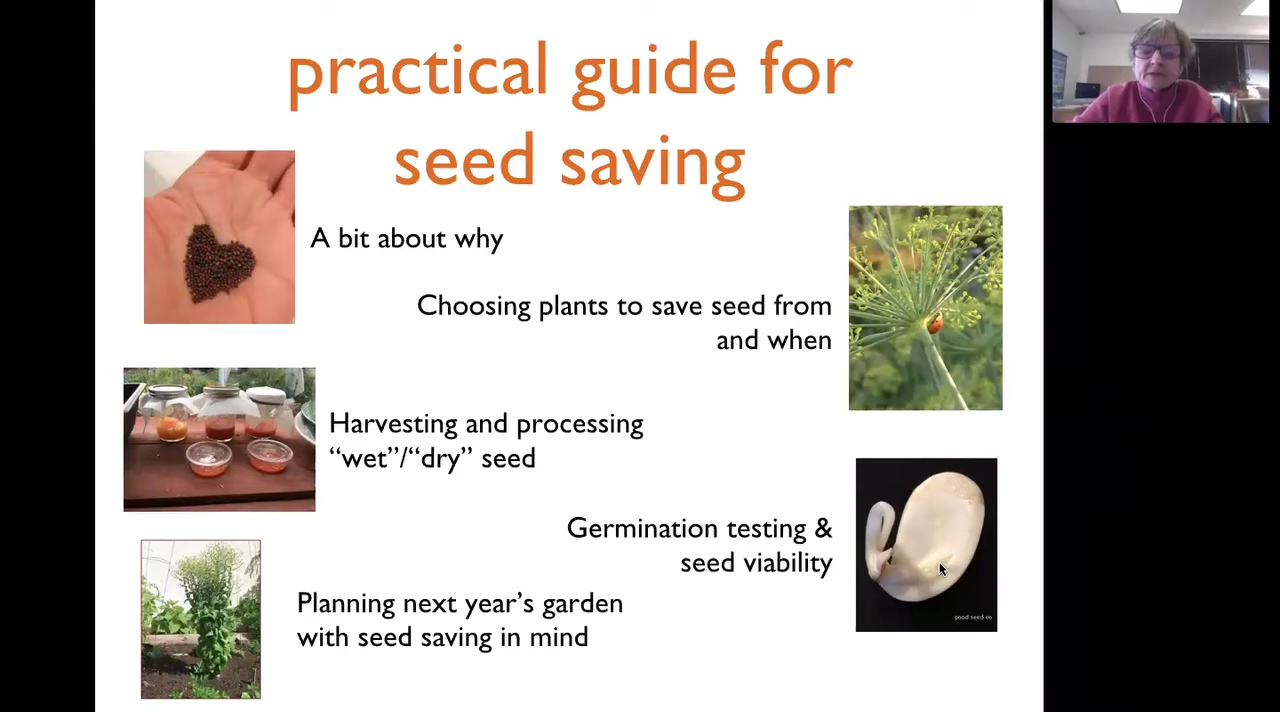 practical guide for
seed saving
A bit about why
Choosing plants to save seed from
and when
Harvesting and processing
“wet”/“dry” seed
Germination testing &
seed viability
good seed co
Planning next year’s garden
with seed saving in mind